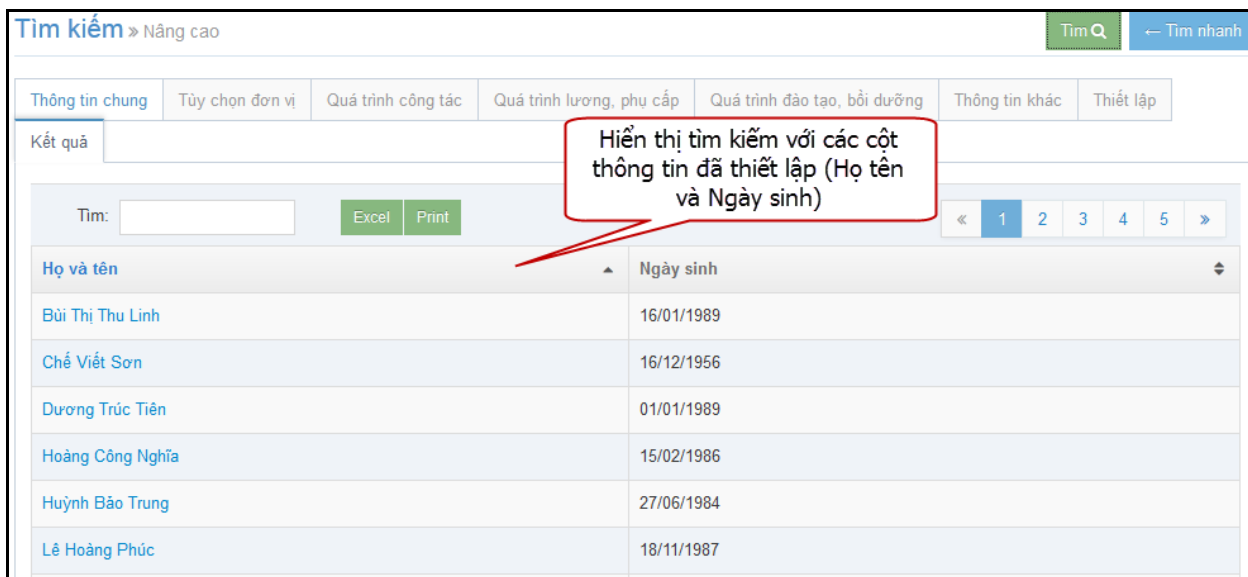 Tìm kiếm » Nâng cao
Tìm
← Tìm nhanh
Thông tin chung
Tùy chọn đơn vị
Quá trình công tác
Quá trình lương, phụ cấp
Quá trình đào tạo, bồi dưỡng
Thông tin khác
Thiết lập
Kết quả
Hiển thị tìm kiếm với các cột
thông tin đã thiết lập (Họ tên
và Ngày sinh)
Tìm:
Excel
Print
« 1 2 3 4 5 »
Họ và tên
Ngày sinh
Bùi Thị Thu Linh
16/01/1989
Chế Viết Sơn
16/12/1956
Dương Trúc Tiên
01/01/1989
Hoàng Công Nghĩa
15/02/1986
Huỳnh Bảo Trung
27/06/1984
Lê Hoàng Phúc
18/11/1987